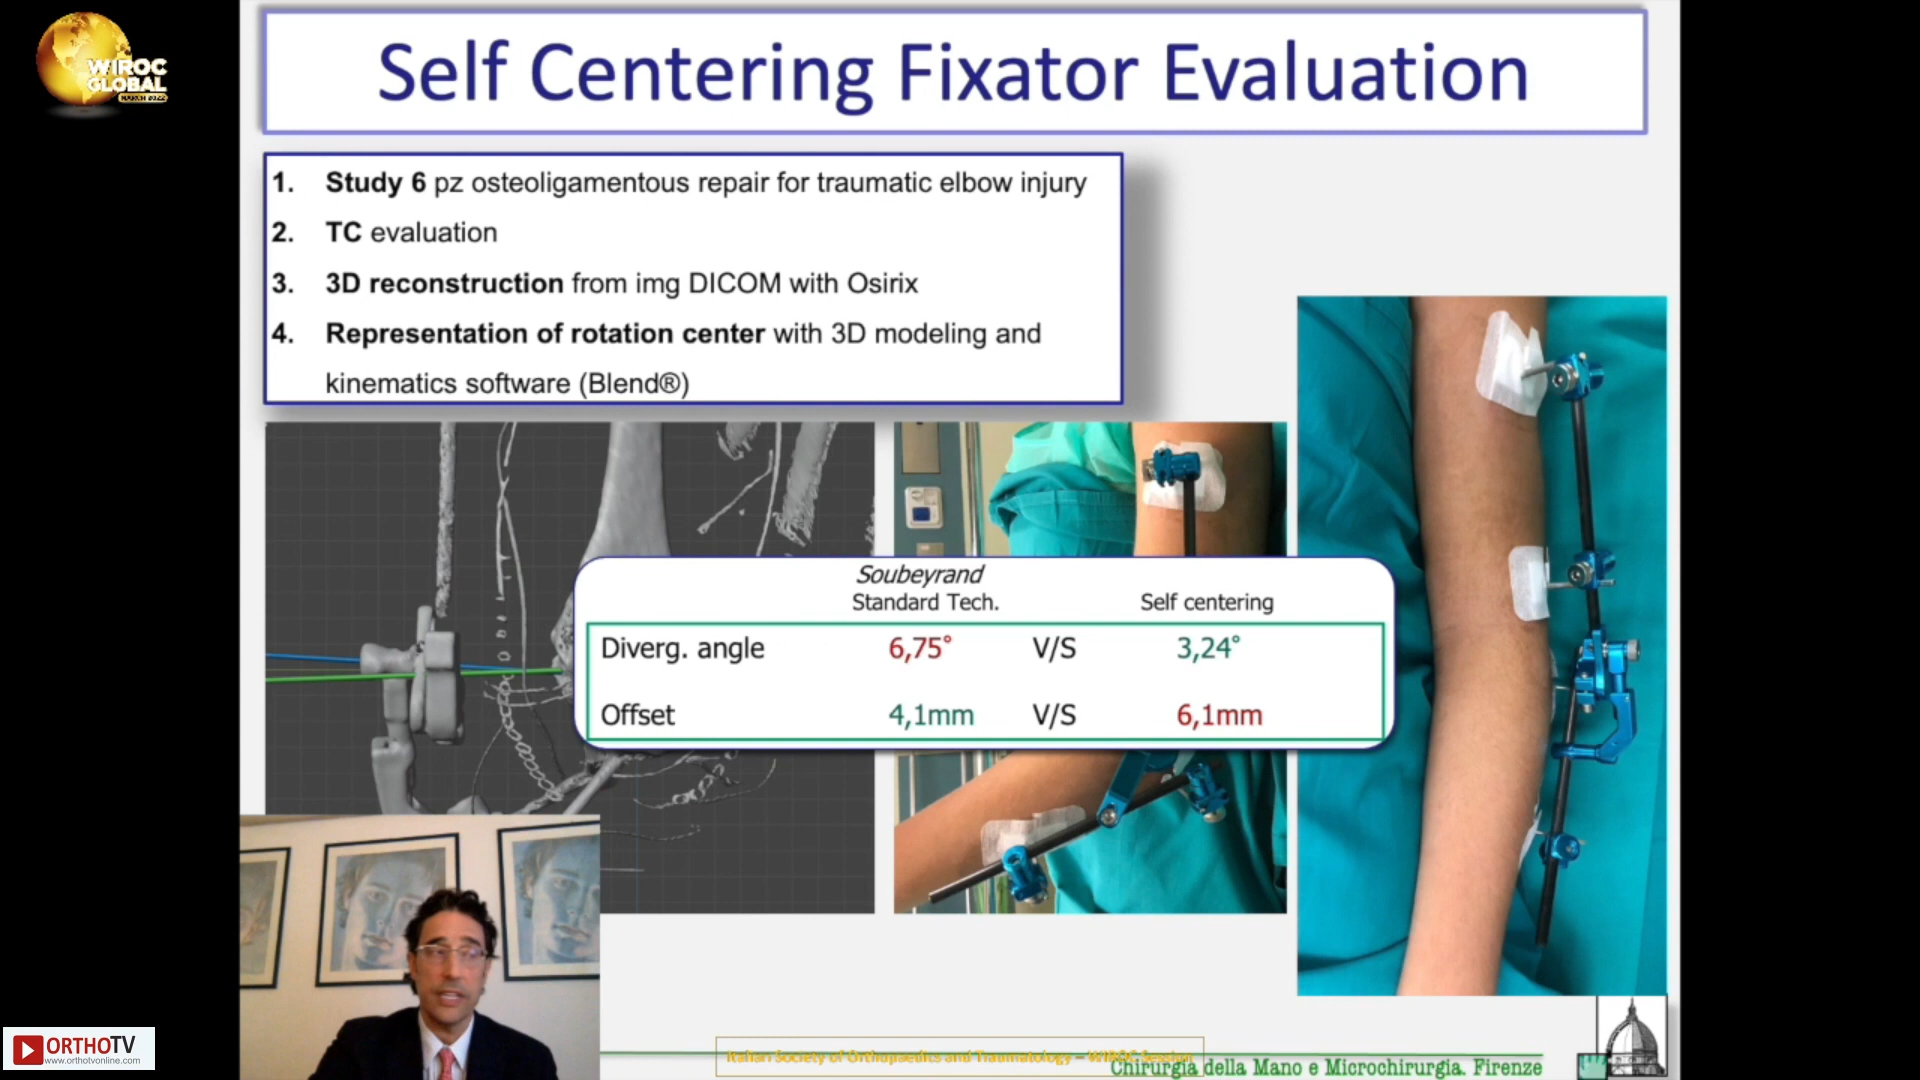 WIROC
GLOBAL
MARCH 2022
Self Centering Fixator Evaluation
1. Study 6 pz osteoligamentous repair for traumatic elbow injury
2. TC evaluation
3. 3D reconstruction from img DICOM with Osirix
4. Representation of rotation center with 3D modeling and
kinematics software (Blend®)
Soubeyrand
Standard Tech. Self centering
Diverg. angle 6,75° V/S 3,24°
Offset 4,1mm V/S 6,1mm
ORTHOTV
www.orthotvonline.com
Italian Society of Orthopaedics and Traumatology – WIROC Session
Chirurgia della Mano e Microchirurgia. Firenze